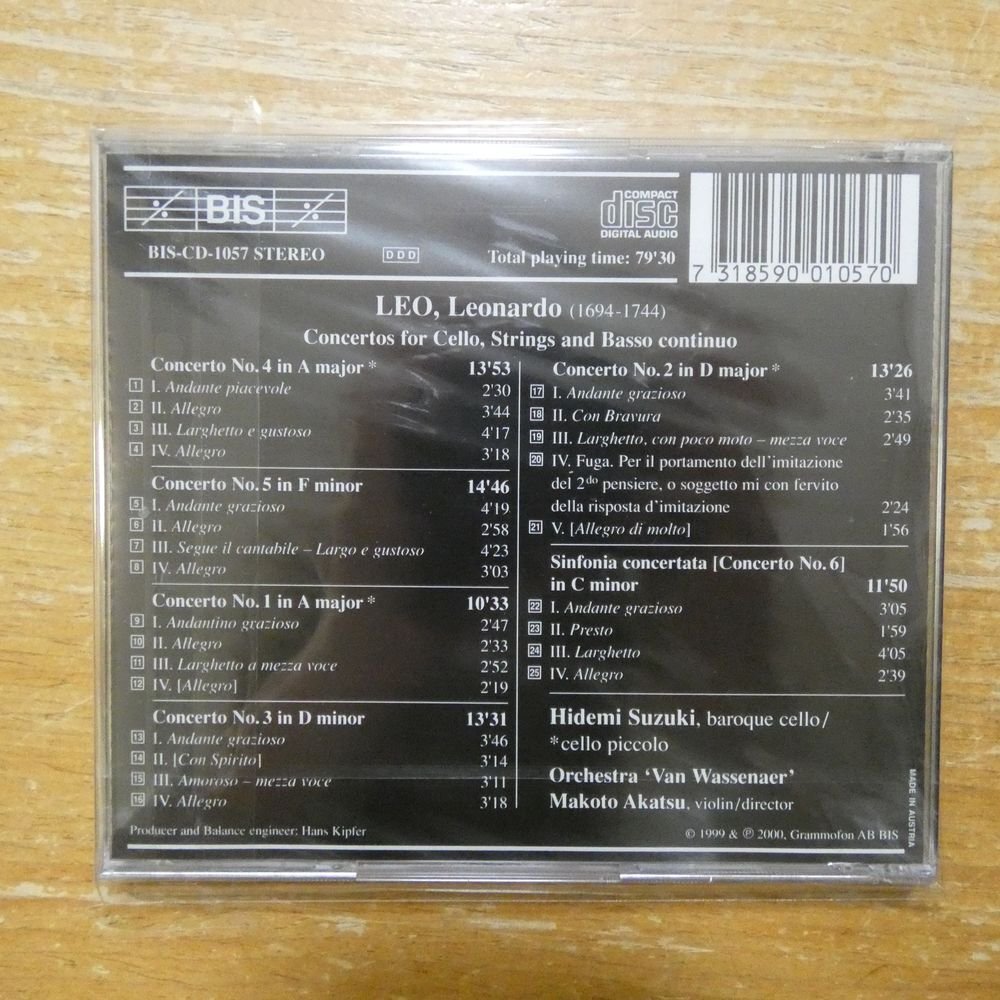 BIS
COMPACT
disc
DIGITAL AUDIO
BIS-CD-1057 STEREO
DDD
Total playing time: 79'30
7 318590 010570
LEO, Leonardo (1694-1744)
Concertos for Cello, Strings and Basso continuo
Concerto No. 4 in A major * 13'53
1 I. Andante piacevole 2'30
2 II. Allegro 3'44
3 III. Larghetto e gustoso 4'17
4 IV. Allegro 3'18
Concerto No. 5 in F minor 14'46
5 I. Andante grazioso 4'19
6 II. Allegro 2'58
7 III. Segue il cantabile – Largo e gustoso 4'23
8 IV. Allegro 3'03
Concerto No. 1 in A major * 10'33
9 I. Andantino grazioso 2'47
10 II. Allegro 2'33
11 III. Larghetto a mezza voce 2'52
12 IV. [Allegro] 2'19
Concerto No. 3 in D minor 13'31
13 I. Andante grazioso 3'46
14 II. [Con Spirito] 3'14
15 III. Amoroso – mezza voce 3'11
16 IV. Allegro 3'18
Producer and Balance engineer: Hans Kipfer
Concerto No. 2 in D major * 13'26
17 I. Andante grazioso 3'41
18 II. Con Bravura 2'35
19 III. Larghetto, con poco moto – mezza voce 2'49
20 IV. Fuga. Per il portamento dell'imitazione
del 2do pensiere, o soggetto mi con fervito
della risposta d'imitazione 2'24
21 V. [Allegro di molto] 1'56
Sinfonia concertata [Concerto No. 6]
in C minor 11'50
22 I. Andante grazioso 3'05
23 II. Presto 1'59
24 III. Larghetto 4'05
25 IV. Allegro 2'39
Hidemi Suzuki, baroque cello/
*cello piccolo
Orchestra 'Van Wassenaer'
Makoto Akatsu, violin/director
© 1999 & ℗ 2000, Grammofon AB BIS
MADE IN AUSTRIA